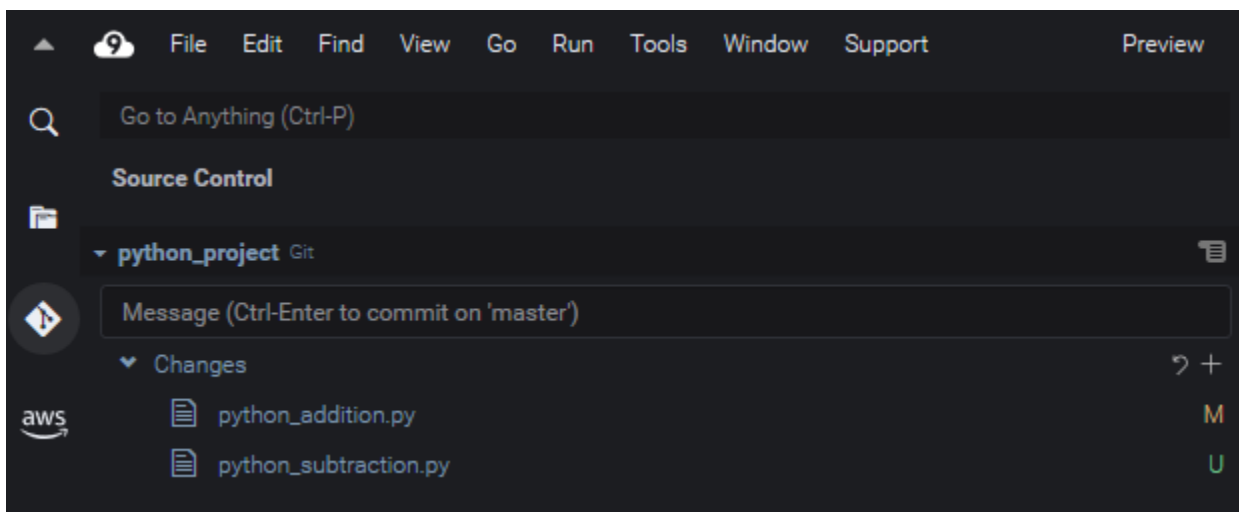 9 File Edit Find View Go Run Tools Window Support Preview
Go to Anything (Ctrl-P)
Source Control
python_project Git
Message (Ctrl-Enter to commit on 'master')
Changes
aws python_addition.py M
python_subtraction.py U